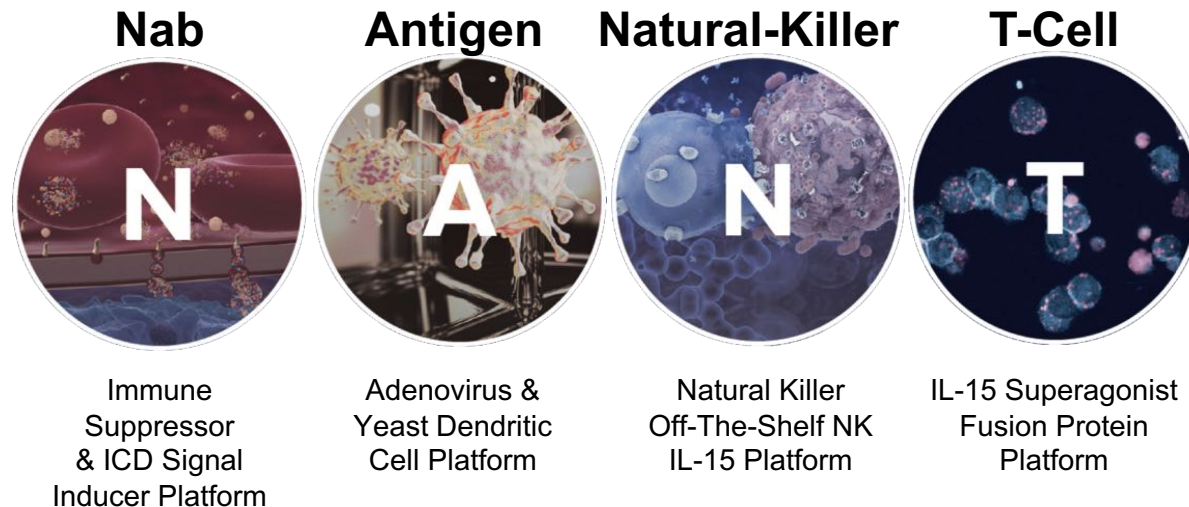 Nab
Antigen
Natural-Killer
T-Cell
N
A
N
T
Immune
Suppressor
& ICD Signal
Inducer Platform
Adenovirus &
Yeast Dendritic
Cell Platform
Natural Killer
Off-The-Shelf NK
IL-15 Platform
IL-15 Superagonist
Fusion Protein
Platform